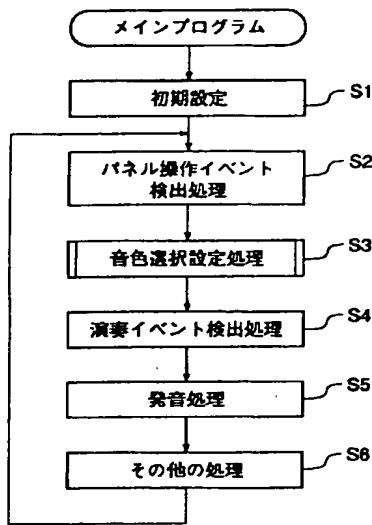 メインプログラム
初期設定
S1
パネル操作イベント
検出処理
S2
音色選択設定処理
S3
演奏イベント検出処理
S4
発音処理
S5
その他の処理
S6